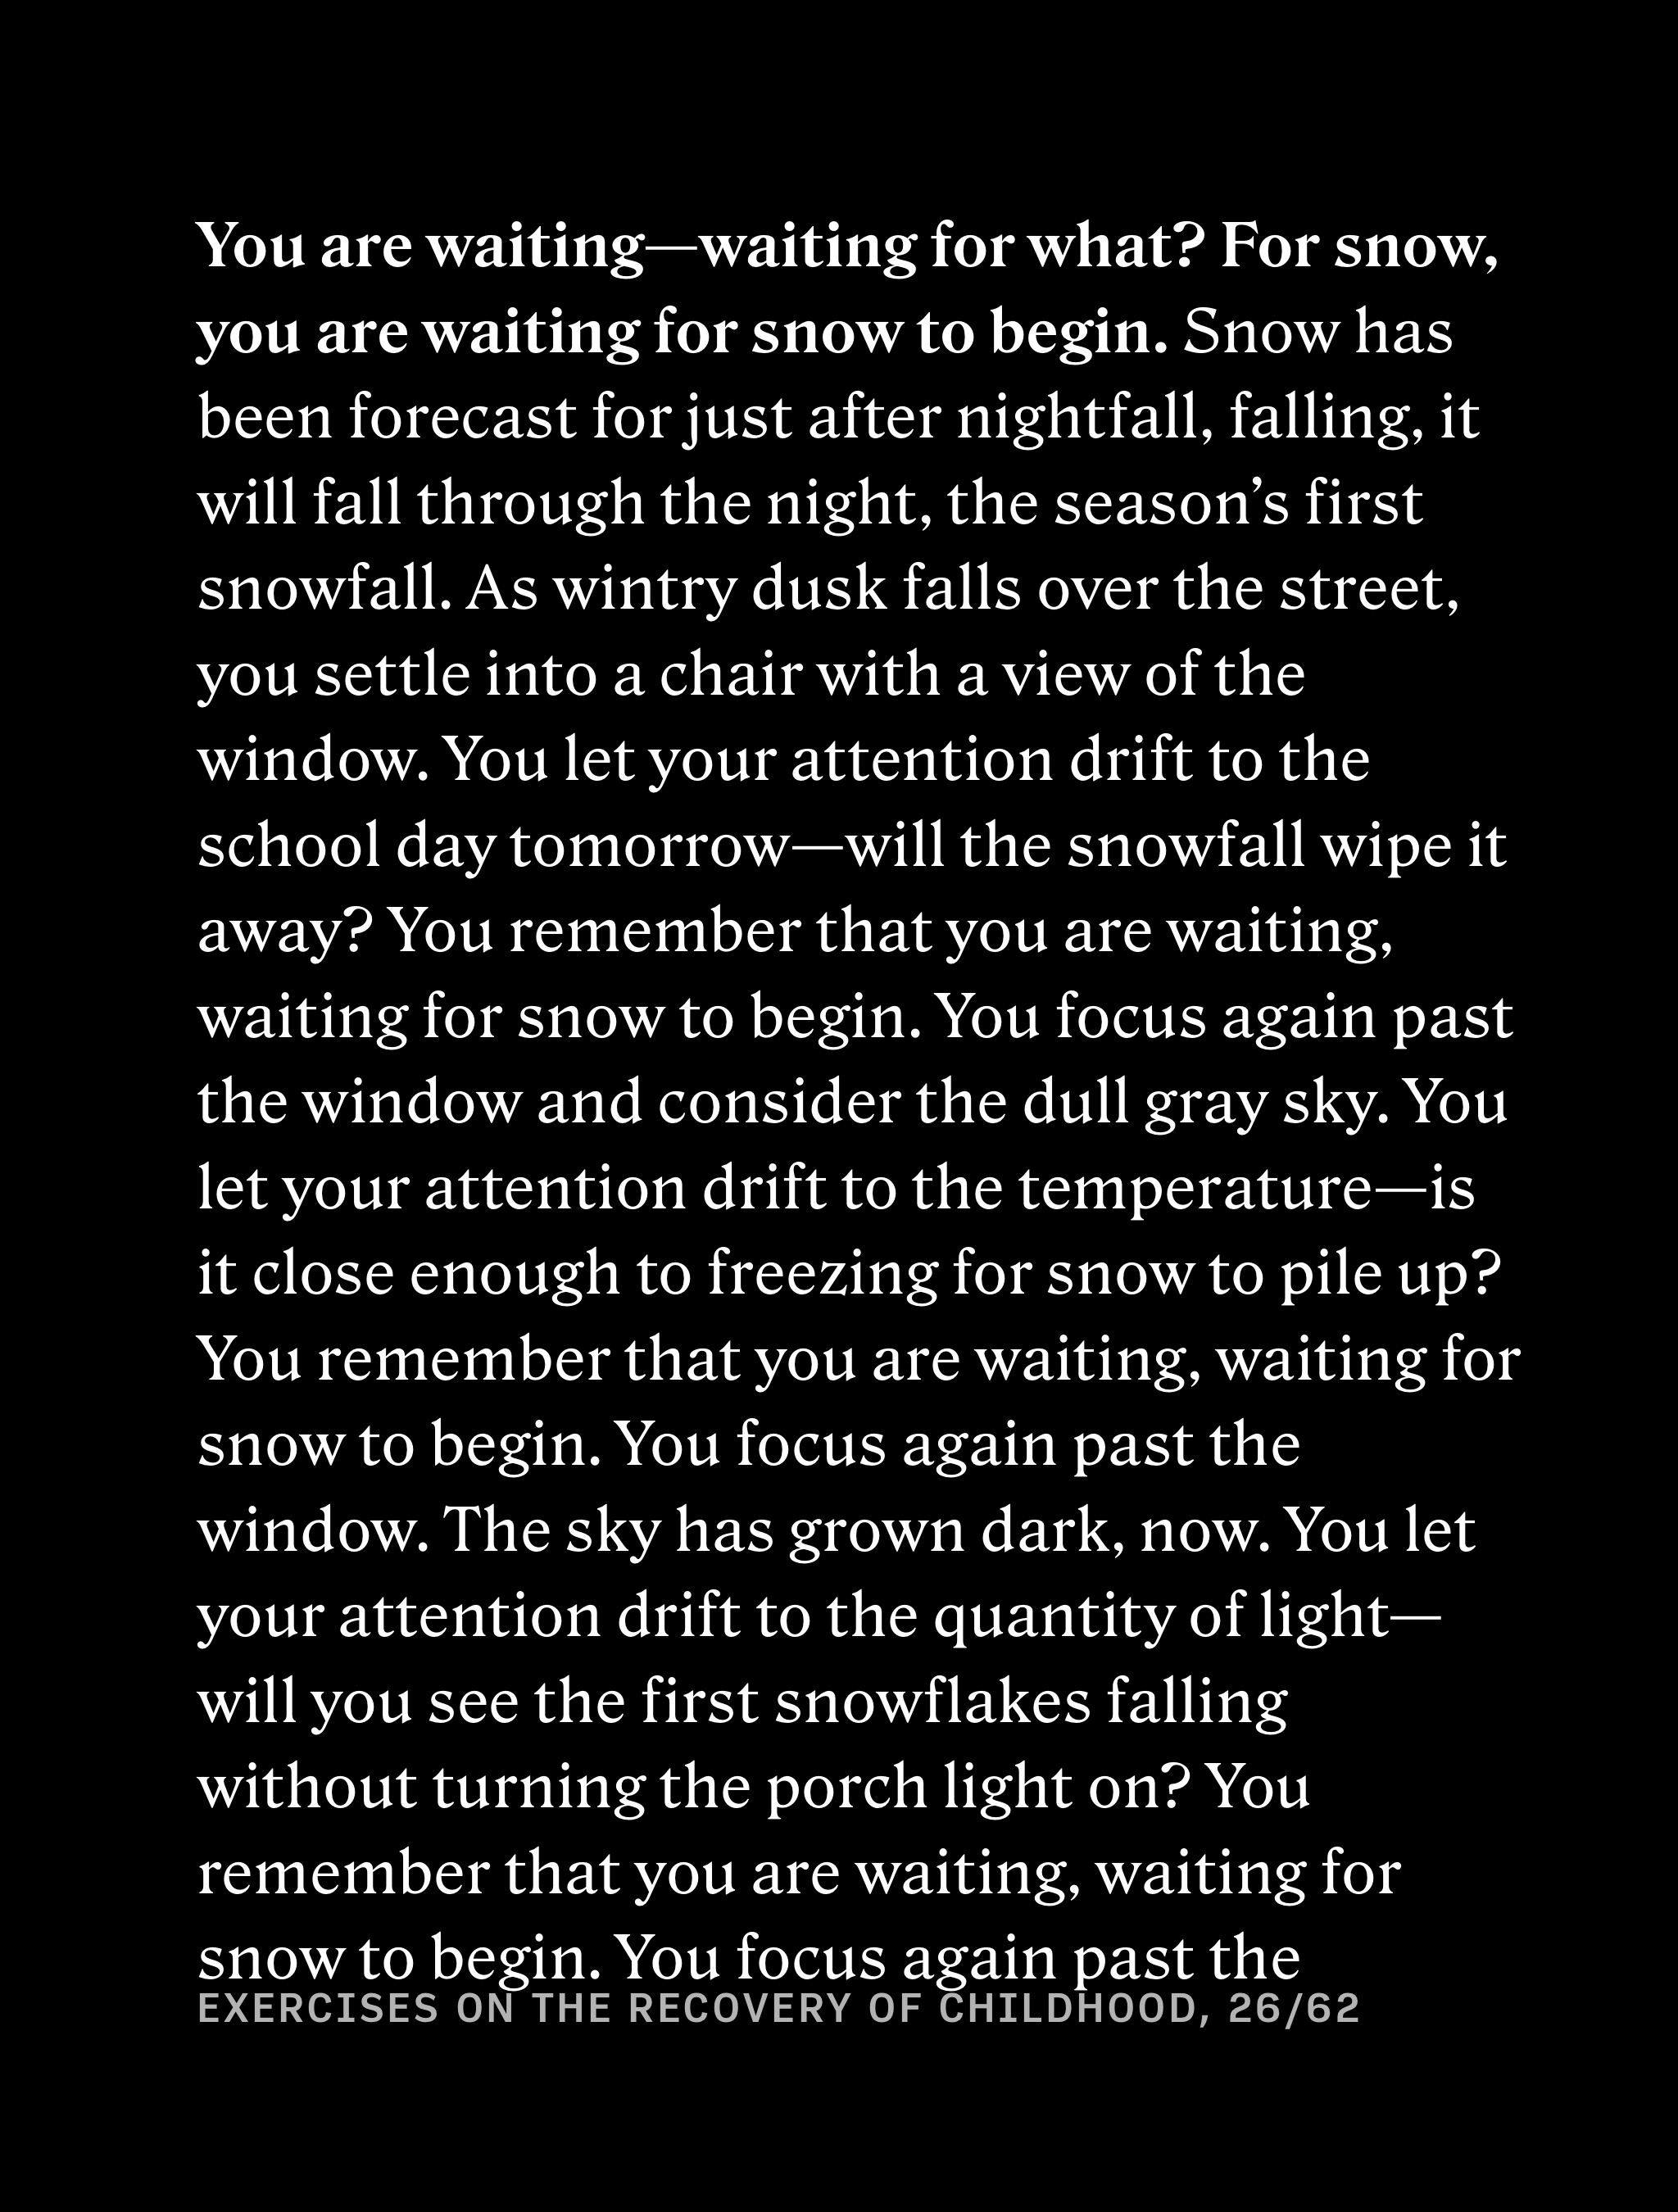 You are waiting—waiting for what? For snow,
you are waiting for snow to begin. Snow has
been forecast for just after nightfall, falling, it
will fall through the night, the season’s first
snowfall. As wintry dusk falls over the street,
you settle into a chair with a view of the
window. You let your attention drift to the
school day tomorrow—will the snowfall wipe it
away? You remember that you are waiting,
waiting for snow to begin. You focus again past
the window and consider the dull gray sky. You
let your attention drift to the temperature—is
it close enough to freezing for snow to pile up?
You remember that you are waiting, waiting for
snow to begin. You focus again past the
window. The sky has grown dark, now. You let
your attention drift to the quantity of light—
will you see the first snowflakes falling
without turning the porch light on? You
remember that you are waiting, waiting for
snow to begin. You focus again past the
EXERCISES ON THE RECOVERY OF CHILDHOOD, 26/62